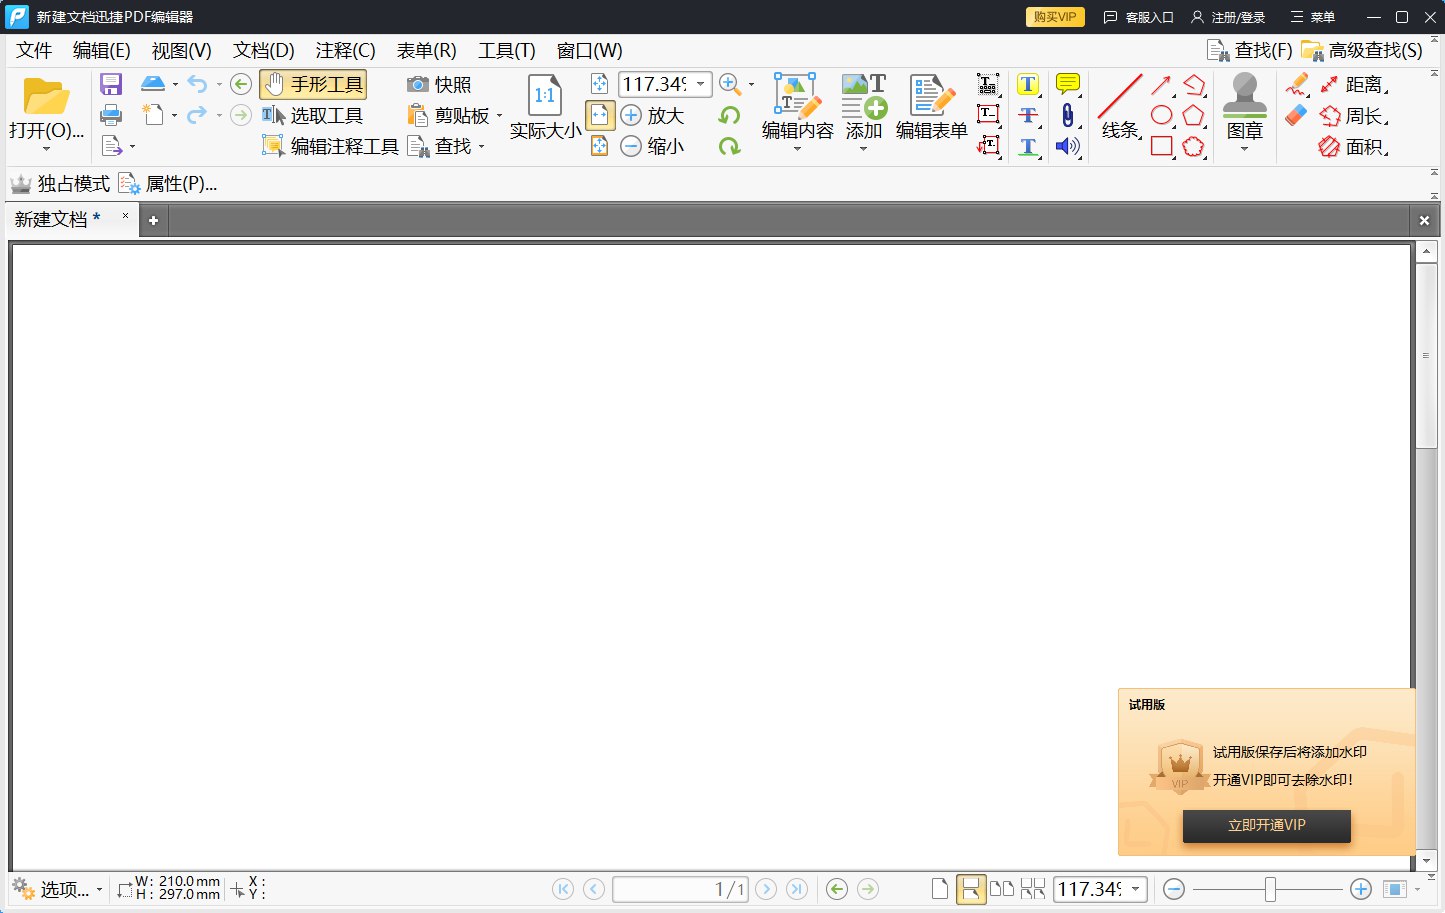 新建文档迅捷PDF编辑器
购买VIP
客服入口
注册/登录
菜单
文件 编辑(E) 视图(V) 文档(D) 注释(C) 表单(R) 工具(T) 窗口(W)
查找(F) 高级查找(S)
打开(O)...
手形工具
选取工具
编辑注释工具
快照
剪贴板
查找
1:1
实际大小
117.34%
放大
缩小
编辑内容
添加
编辑表单
线条
图章
距离
周长
面积
独占模式 属性(P)...
新建文档 *
试用版
试用版保存后将添加水印
VIP
开通VIP即可去除水印!
立即开通VIP
选项...
W: 210.0 mm
H: 297.0 mm
X :
Y :
1/1
117.34%